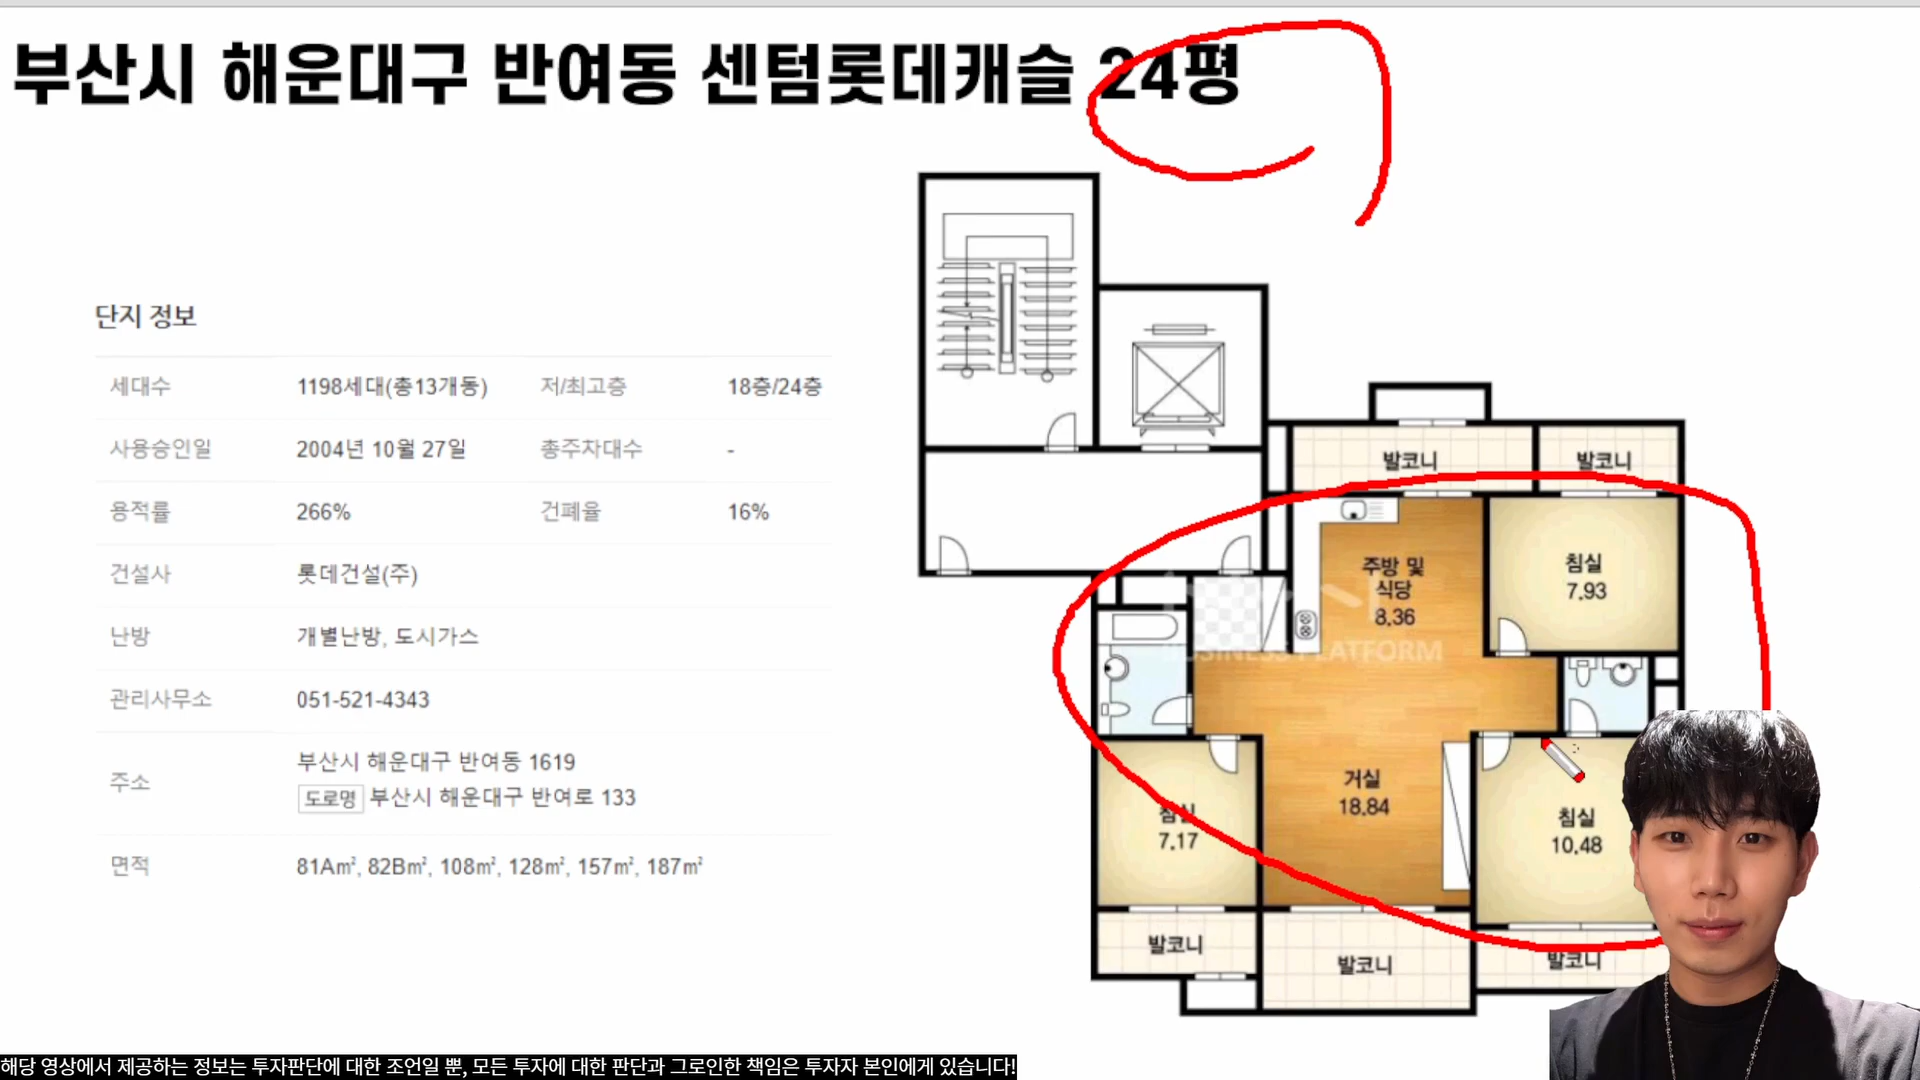 부산시 해운대구 반여동 센텀롯데캐슬 24평
단지 정보
세대수 1198세대(총13개동) 저/최고층 18층/24층
사용승인일 2004년 10월 27일 총주차대수 -
용적률 266% 건폐율 16%
건설사 롯데건설(주)
난방 개별난방, 도시가스
관리사무소 051-521-4343
주소 부산시 해운대구 반여동 1619
도로명 부산시 해운대구 반여로 133
면적 81A㎡, 82B㎡, 108㎡, 128㎡, 157㎡, 187㎡
발코니
발코니
주방 및
식당
8.36
침실
7.93
BUSINESS PLATFORM
거실
18.84
침실
7.17
침실
10.48
발코니
발코니
발코니
해당 영상에서 제공하는 정보는 투자판단에 대한 조언일 뿐, 모든 투자에 대한 판단과 그로인한 책임은 투자자 본인에게 있습니다!